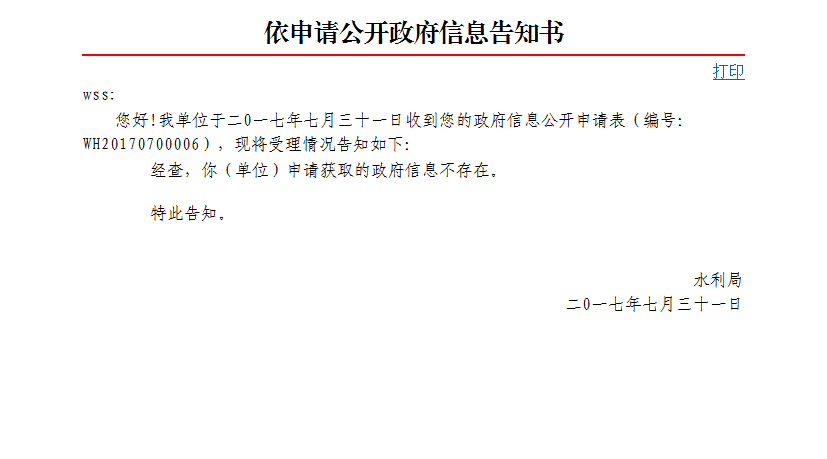 依申请公开政府信息告知书
打印
wss:
您好!我单位于二0一七年七月三十一日收到您的政府信息公开申请表（编号:
WH20170700006），现将受理情况告知如下:
经查，你（单位）申请获取的政府信息不存在。
特此告知。
水利局
二0一七年七月三十一日